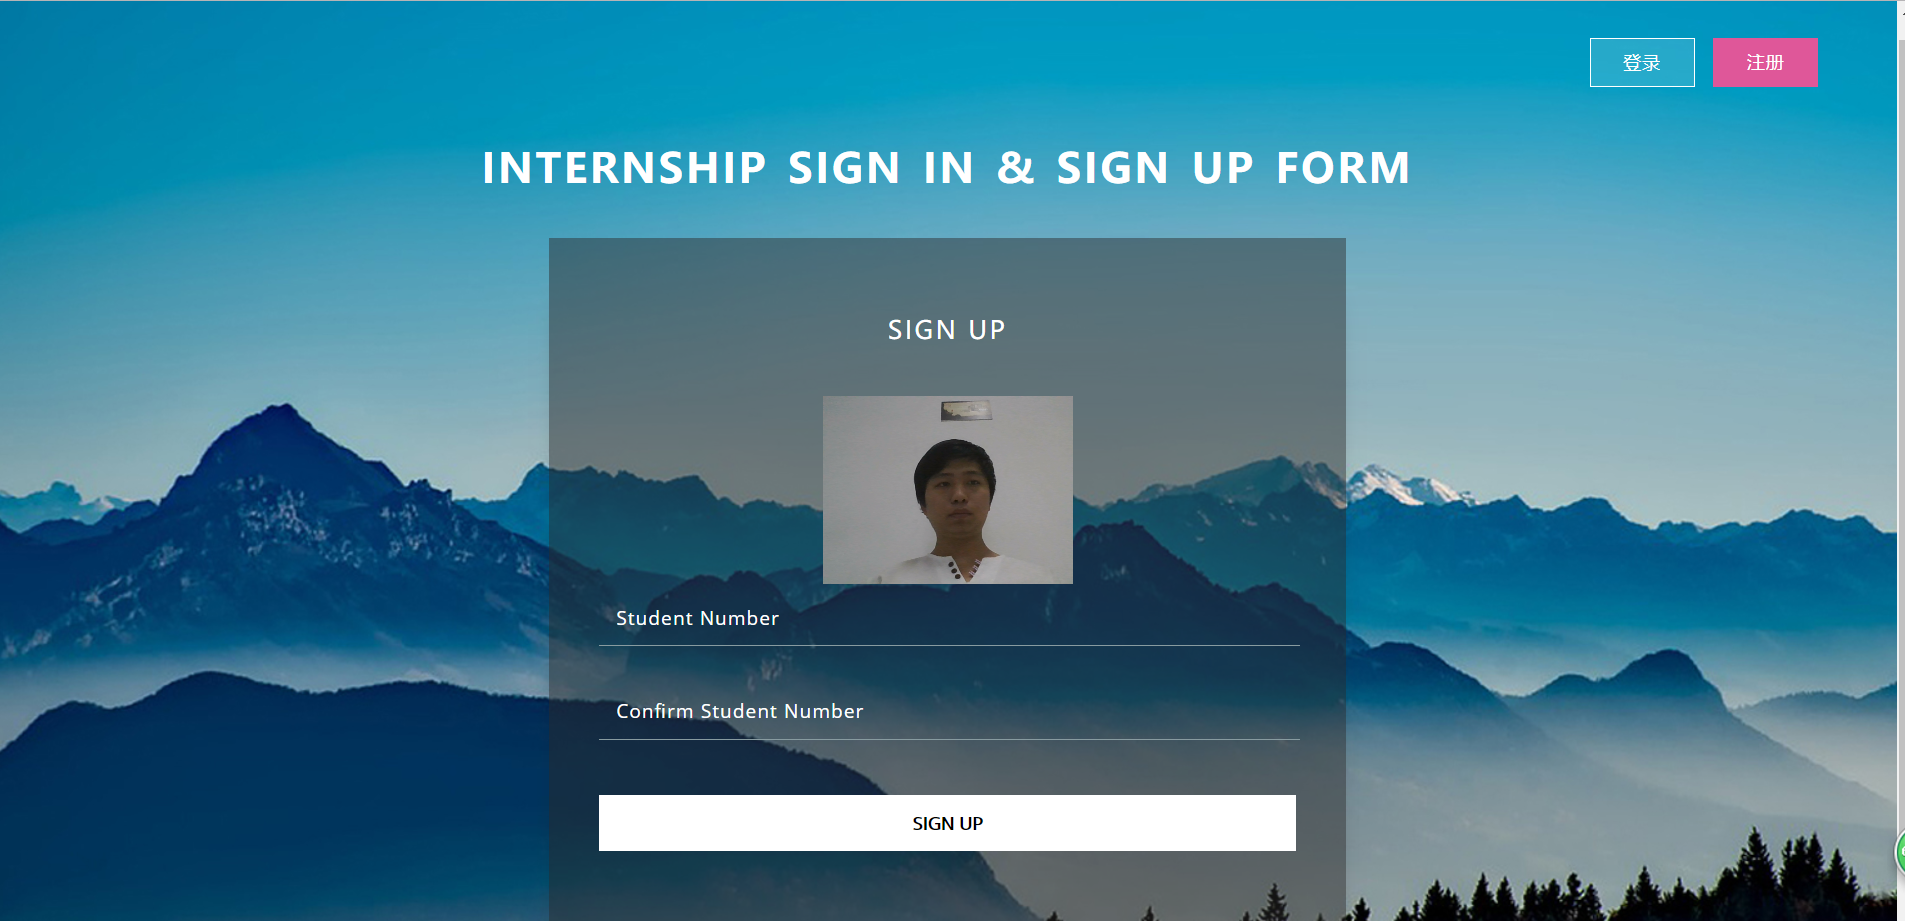 登录
注册
INTERNSHIP SIGN IN & SIGN UP FORM
SIGN UP
Student Number
Confirm Student Number
SIGN UP